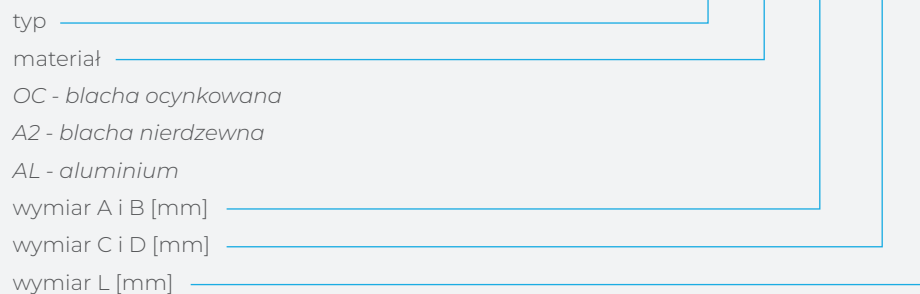 typ
materiał
OC - blacha ocynkowana
A2 - blacha nierdzewna
AL - aluminium
wymiar A i B [mm]
wymiar C i D [mm]
wymiar L [mm]